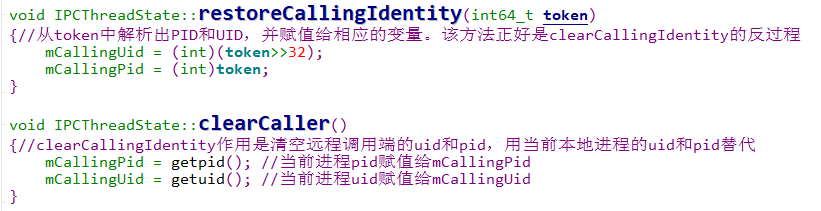 void IPCThreadState::restoreCallingIdentity(int64_t token)
{//从token中解析出PID和UID，并赋值给相应的变量。该方法正好是clearCallingIdentity的反过程
    mCallingUid = (int)(token>>32);
    mCallingPid = (int)token;
}
void IPCThreadState::clearCaller()
{//clearCallingIdentity作用是清空远程调用端的uid和pid，用当前本地进程的uid和pid替代
    mCallingPid = getpid(); //当前进程pid赋值给mCallingPid
    mCallingUid = getuid(); //当前进程uid赋值给mCallingUid
}